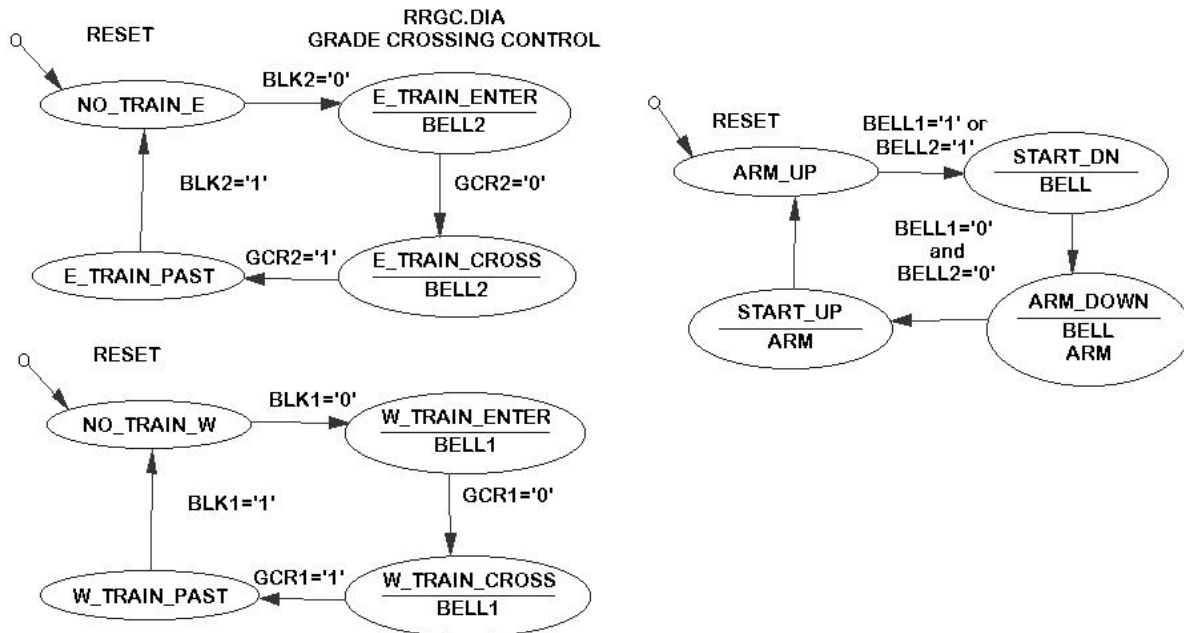 RRGC.DIA
GRADE CROSSING CONTROL
RESET
NO_TRAIN_E
BLK2='0'
E_TRAIN_ENTER
BELL2
GCR2='0'
E_TRAIN_CROSS
BELL2
GCR2='1'
E_TRAIN_PAST
BLK2='1'
RESET
NO_TRAIN_W
BLK1='0'
W_TRAIN_ENTER
BELL1
GCR1='0'
W_TRAIN_CROSS
BELL1
GCR1='1'
W_TRAIN_PAST
BLK1='1'
RESET
ARM_UP
BELL1='1' or
BELL2='1'
START_DN
BELL
BELL1='0'
and
BELL2='0'
ARM_DOWN
BELL
ARM
START_UP
ARM